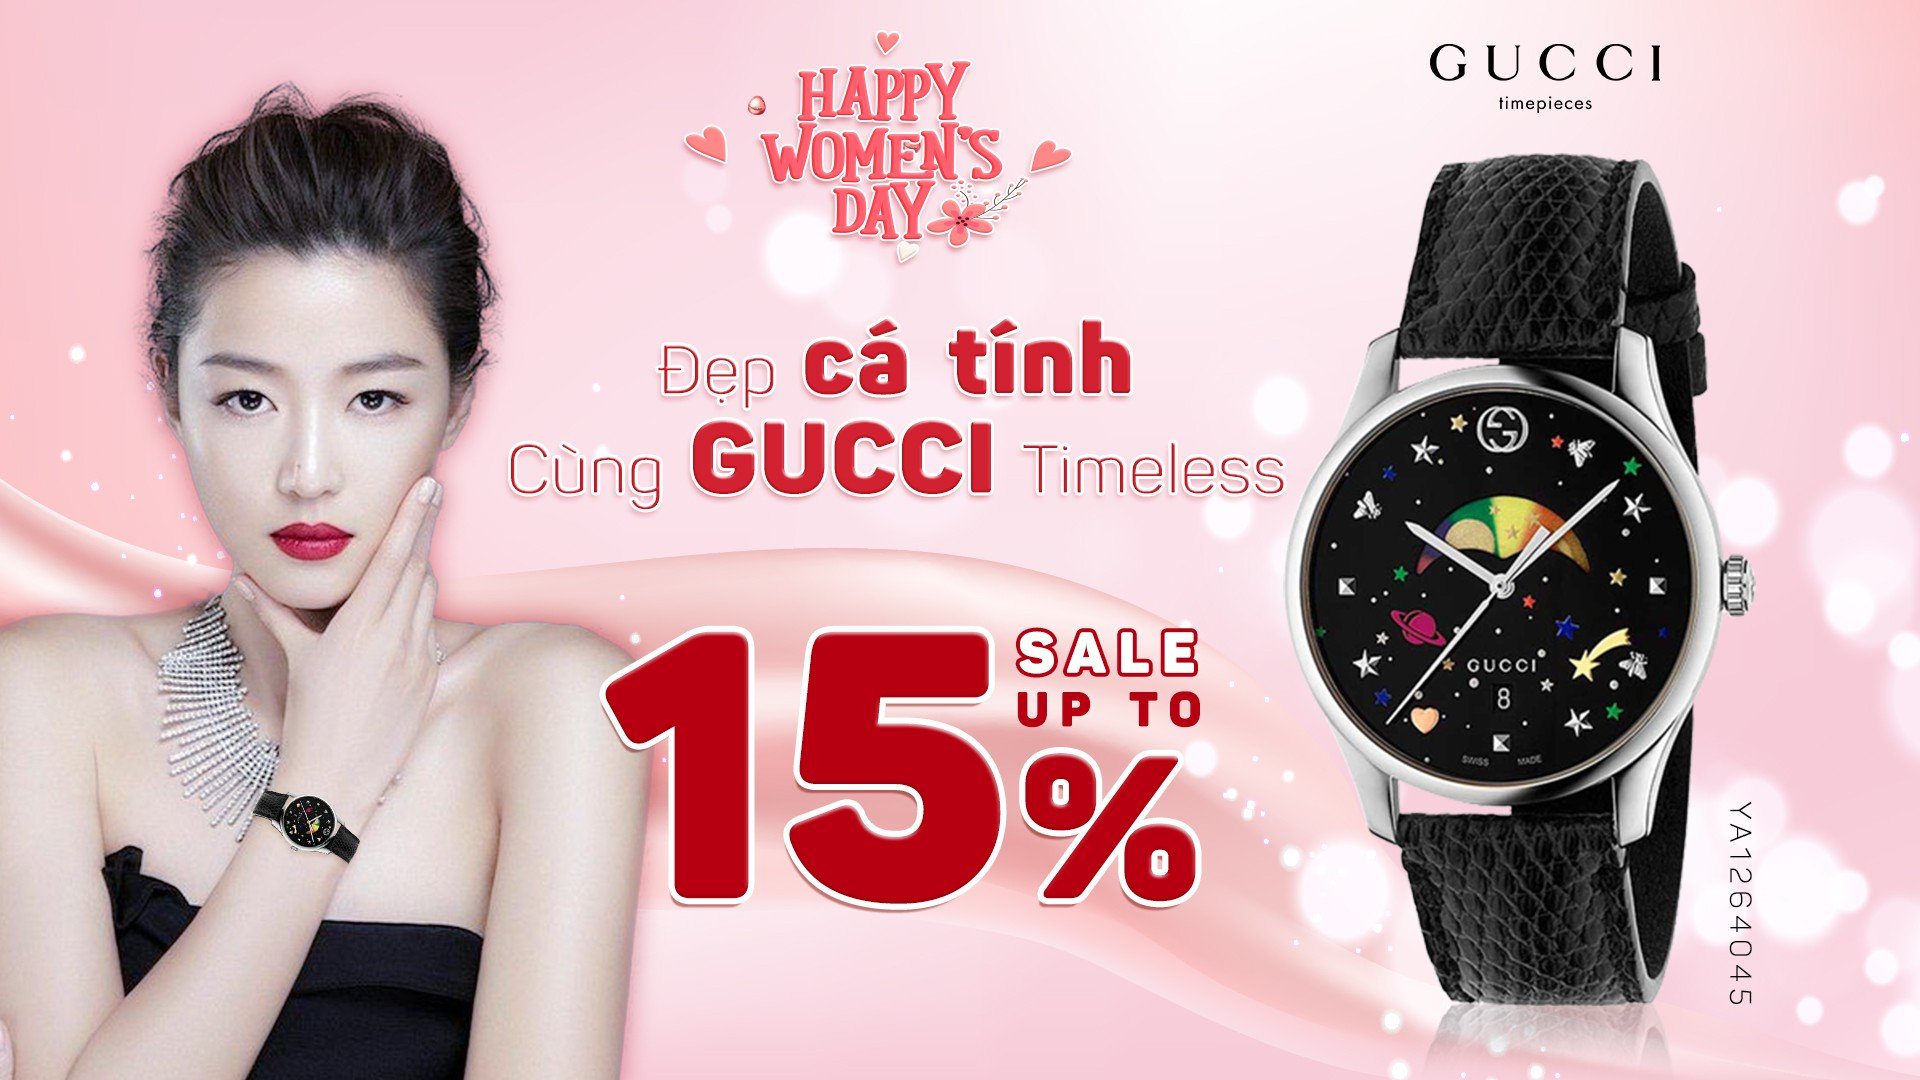 HAPPY
WOMEN'S
DAY
GUCCI
timepieces
Đẹp cá tính
Cùng GUCCI Timeless
15%
SALE
UP TO
GUCCI
8
SWISS MADE
YA1264045